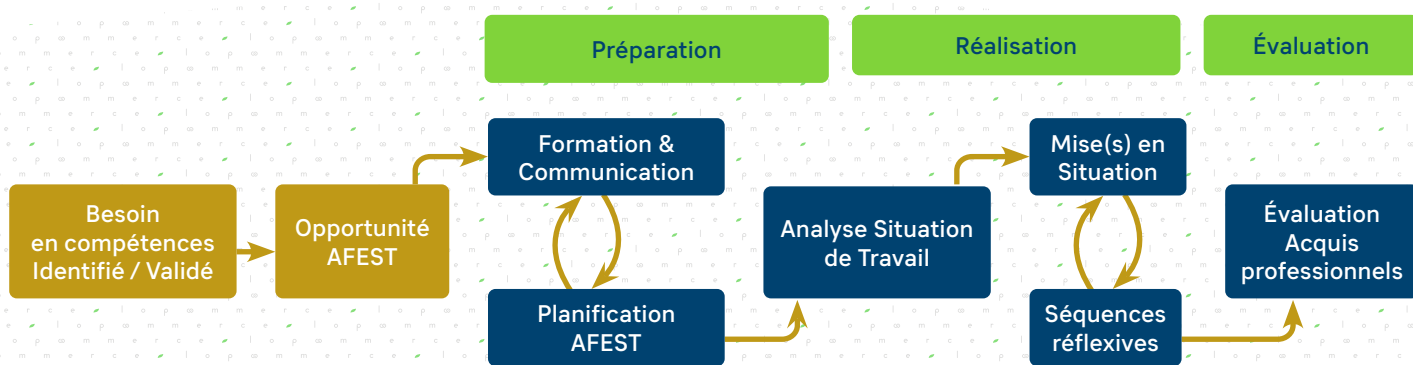 Préparation
Réalisation
Évaluation
Besoin
en compétences
Identifié / Validé
Opportunité
AFEST
Formation &
Communication
Planification
AFEST
Analyse Situation
de Travail
Mise(s) en
Situation
Séquences
réflexives
Évaluation
Acquis
professionnels